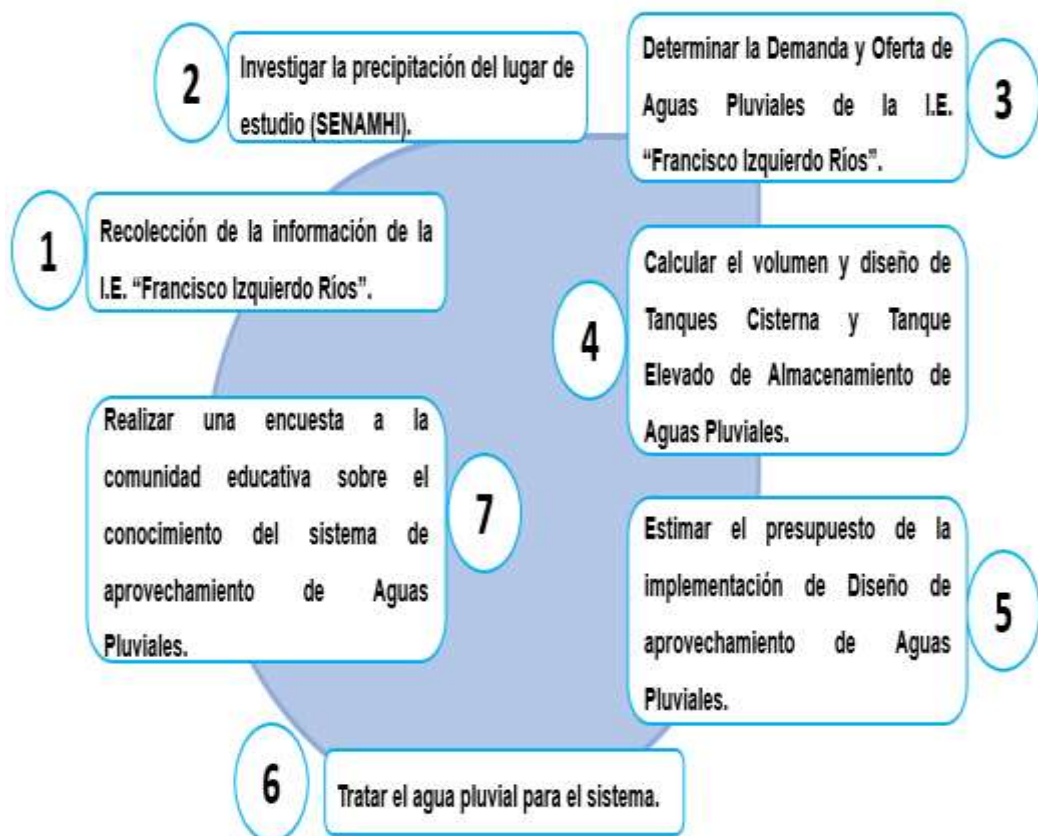 1
Recolección de la información de la
I.E. “Francisco Izquierdo Ríos”.
2
Investigar la precipitación del lugar de
estudio (SENAMHI).
3
Determinar la Demanda y Oferta de
Aguas Pluviales de la I.E.
“Francisco Izquierdo Ríos”.
4
Calcular el volumen y diseño de
Tanques Cisterna y Tanque
Elevado de Almacenamiento de
Aguas Pluviales.
5
Estimar el presupuesto de la
implementación de Diseño de
aprovechamiento de Aguas
Pluviales.
6
Tratar el agua pluvial para el sistema.
7
Realizar una encuesta a la
comunidad educativa sobre el
conocimiento del sistema de
aprovechamiento de Aguas
Pluviales.